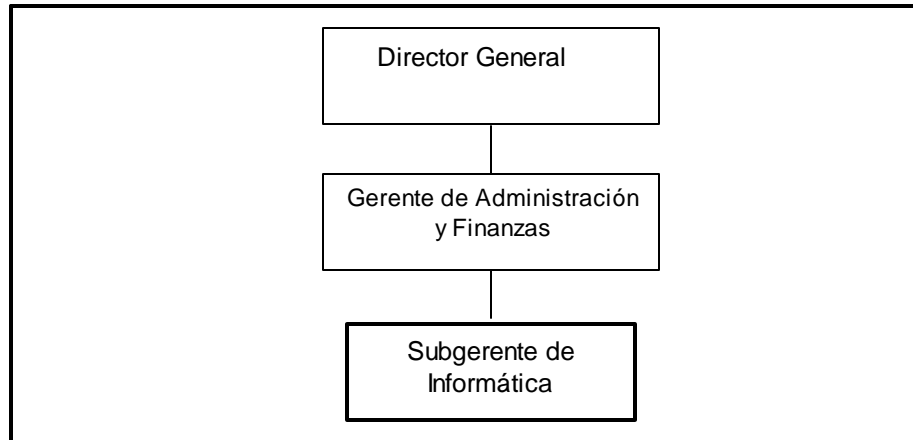 Director General
Gerente de Administración
y Finanzas
Subgerente de
Informática